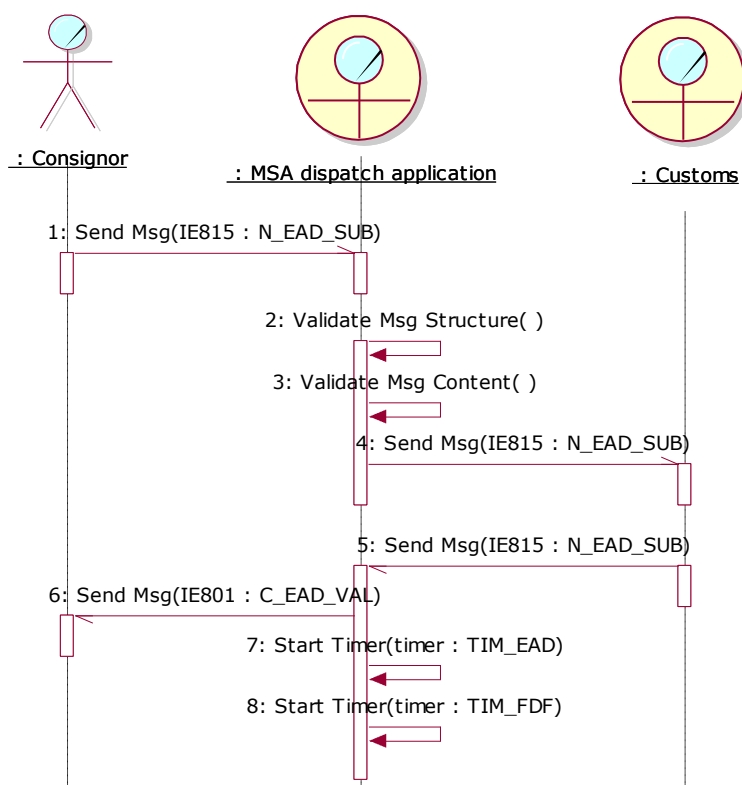 : Consignor
: MSA dispatch application
: Customs
1: Send Msg(IE815 : N_EAD_SUB)
2: Validate Msg Structure( )
3: Validate Msg Content( )
4: Send Msg(IE815 : N_EAD_SUB)
5: Send Msg(IE815 : N_EAD_SUB)
6: Send Msg(IE801 : C_EAD_VAL)
7: Start Timer(timer : TIM_EAD)
8: Start Timer(timer : TIM_FDF)